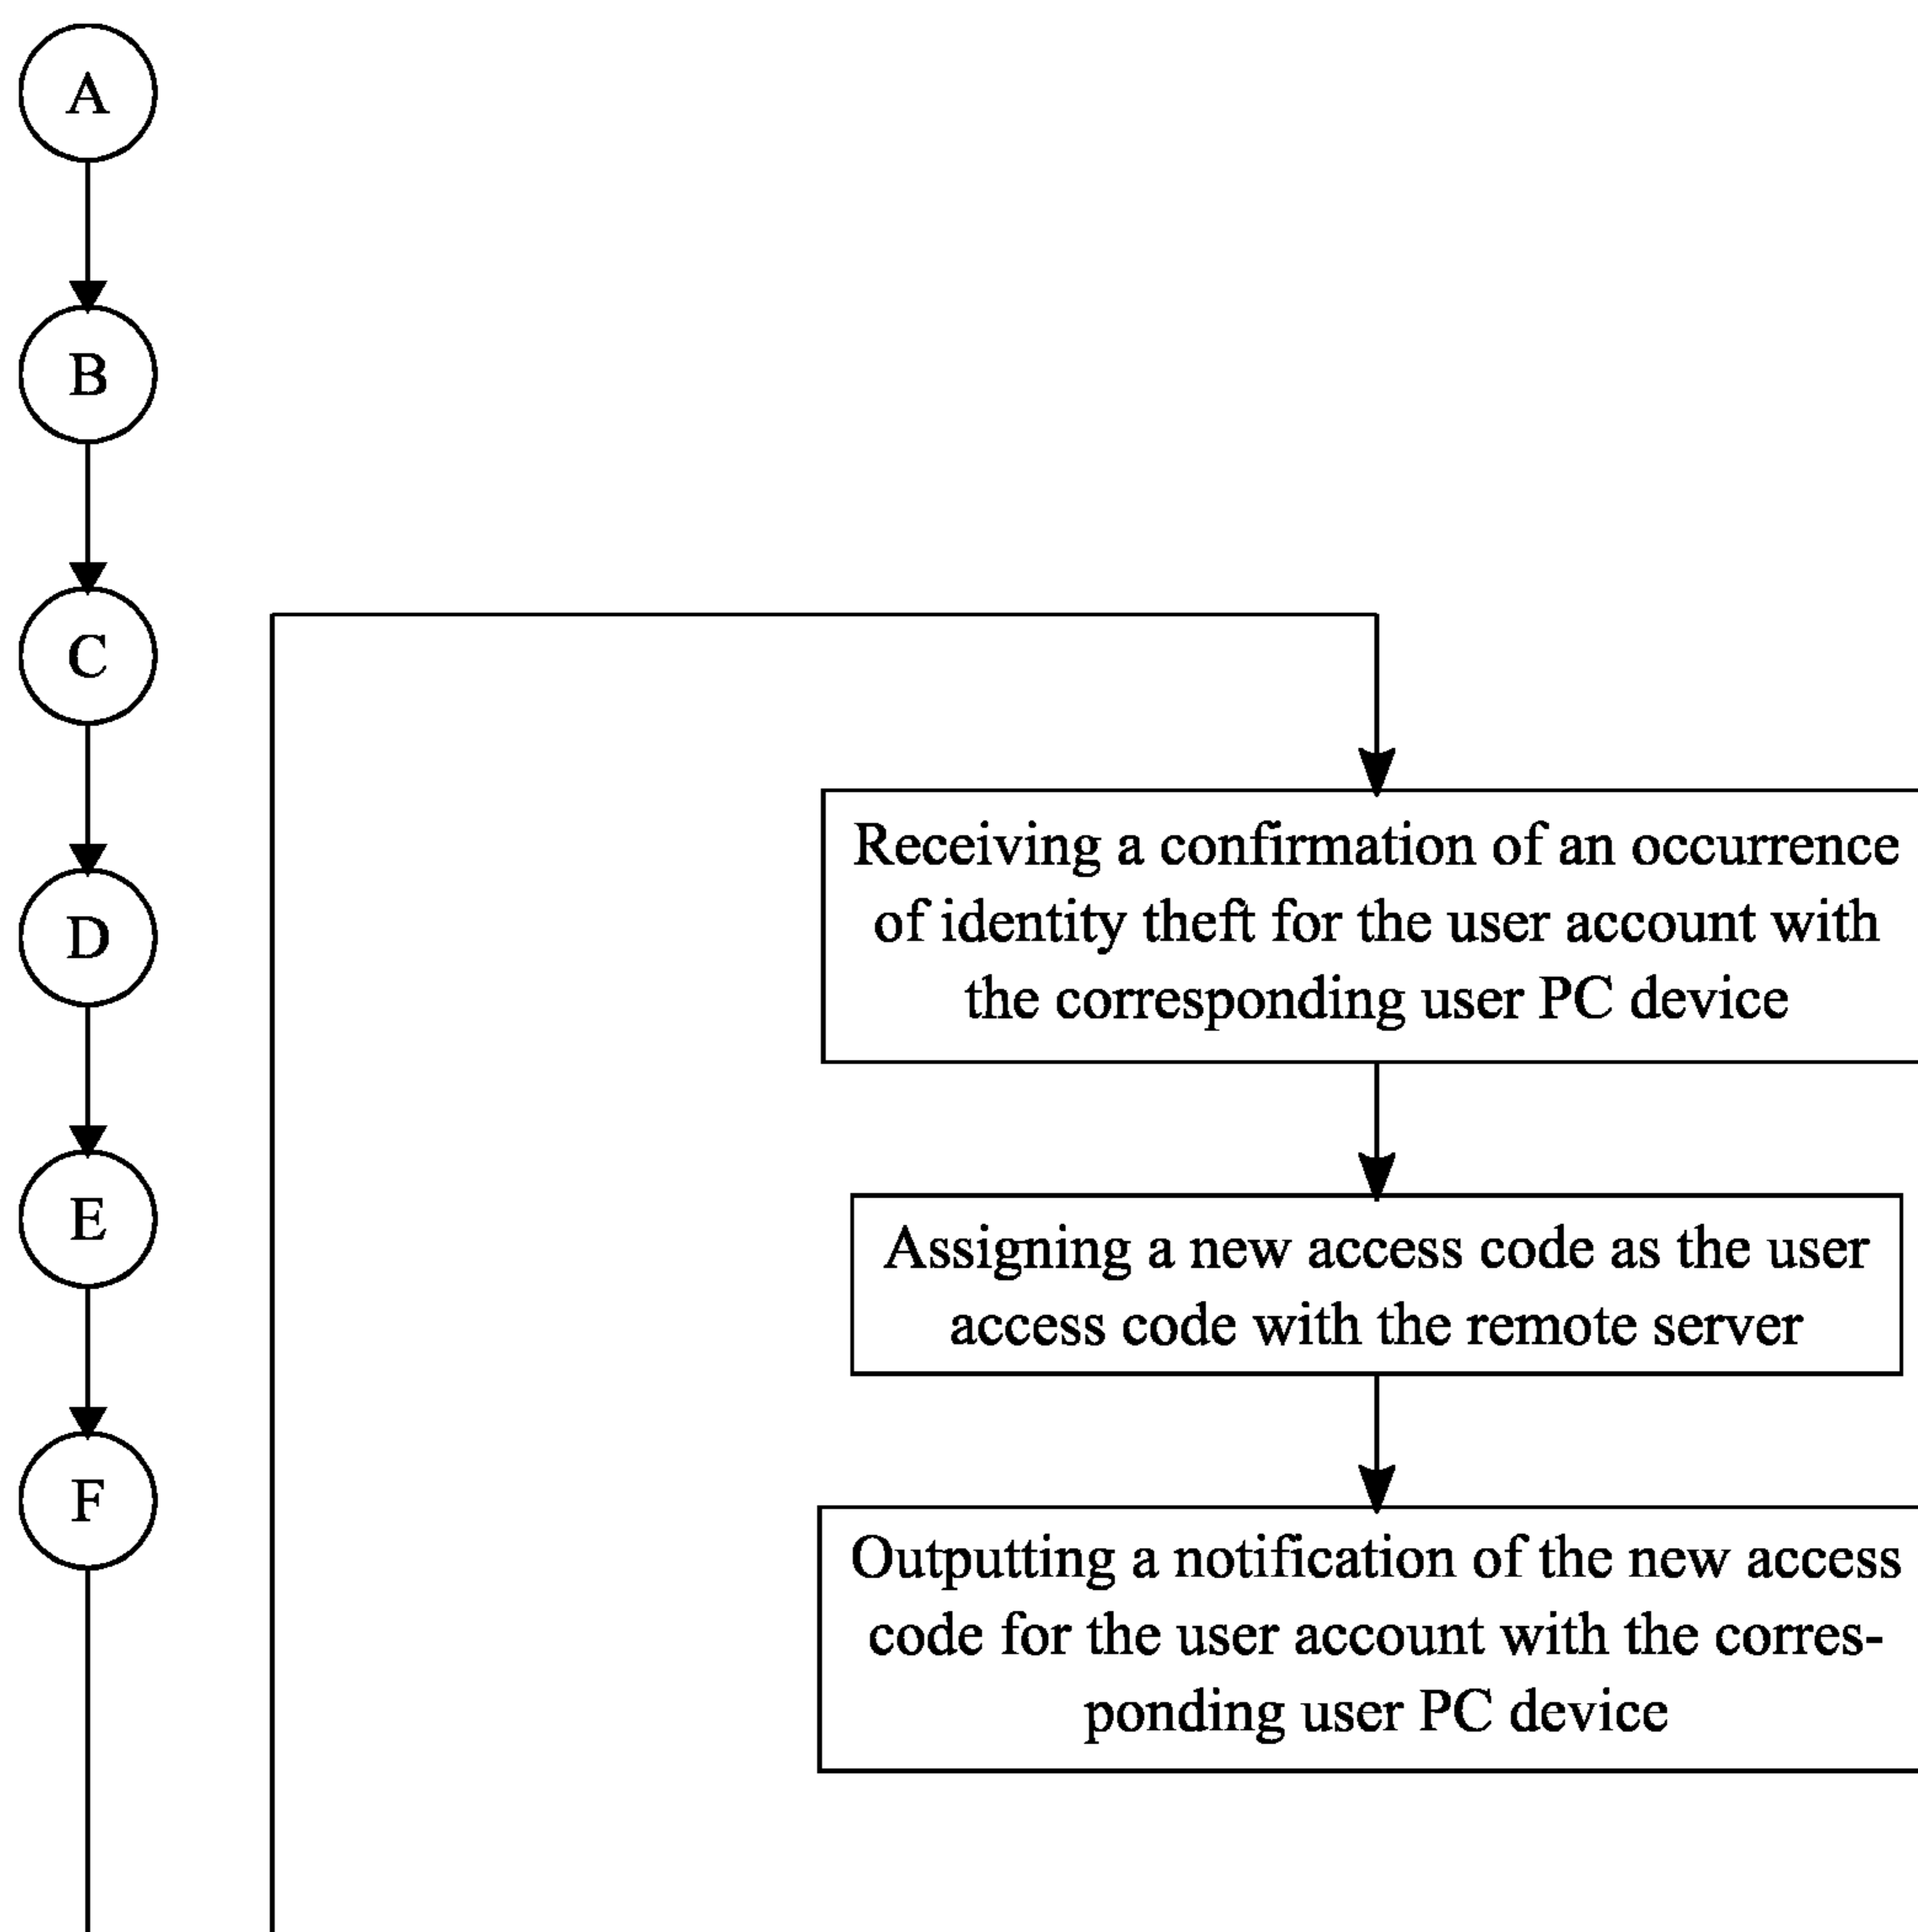 A
B
C
D
E
F
Receiving a confirmation of an occurrence
of identity theft for the user account with
the corresponding user PC device
Assigning a new access code as the user
access code with the remote server
Outputting a notification of the new access
code for the user account with the corres-
ponding user PC device